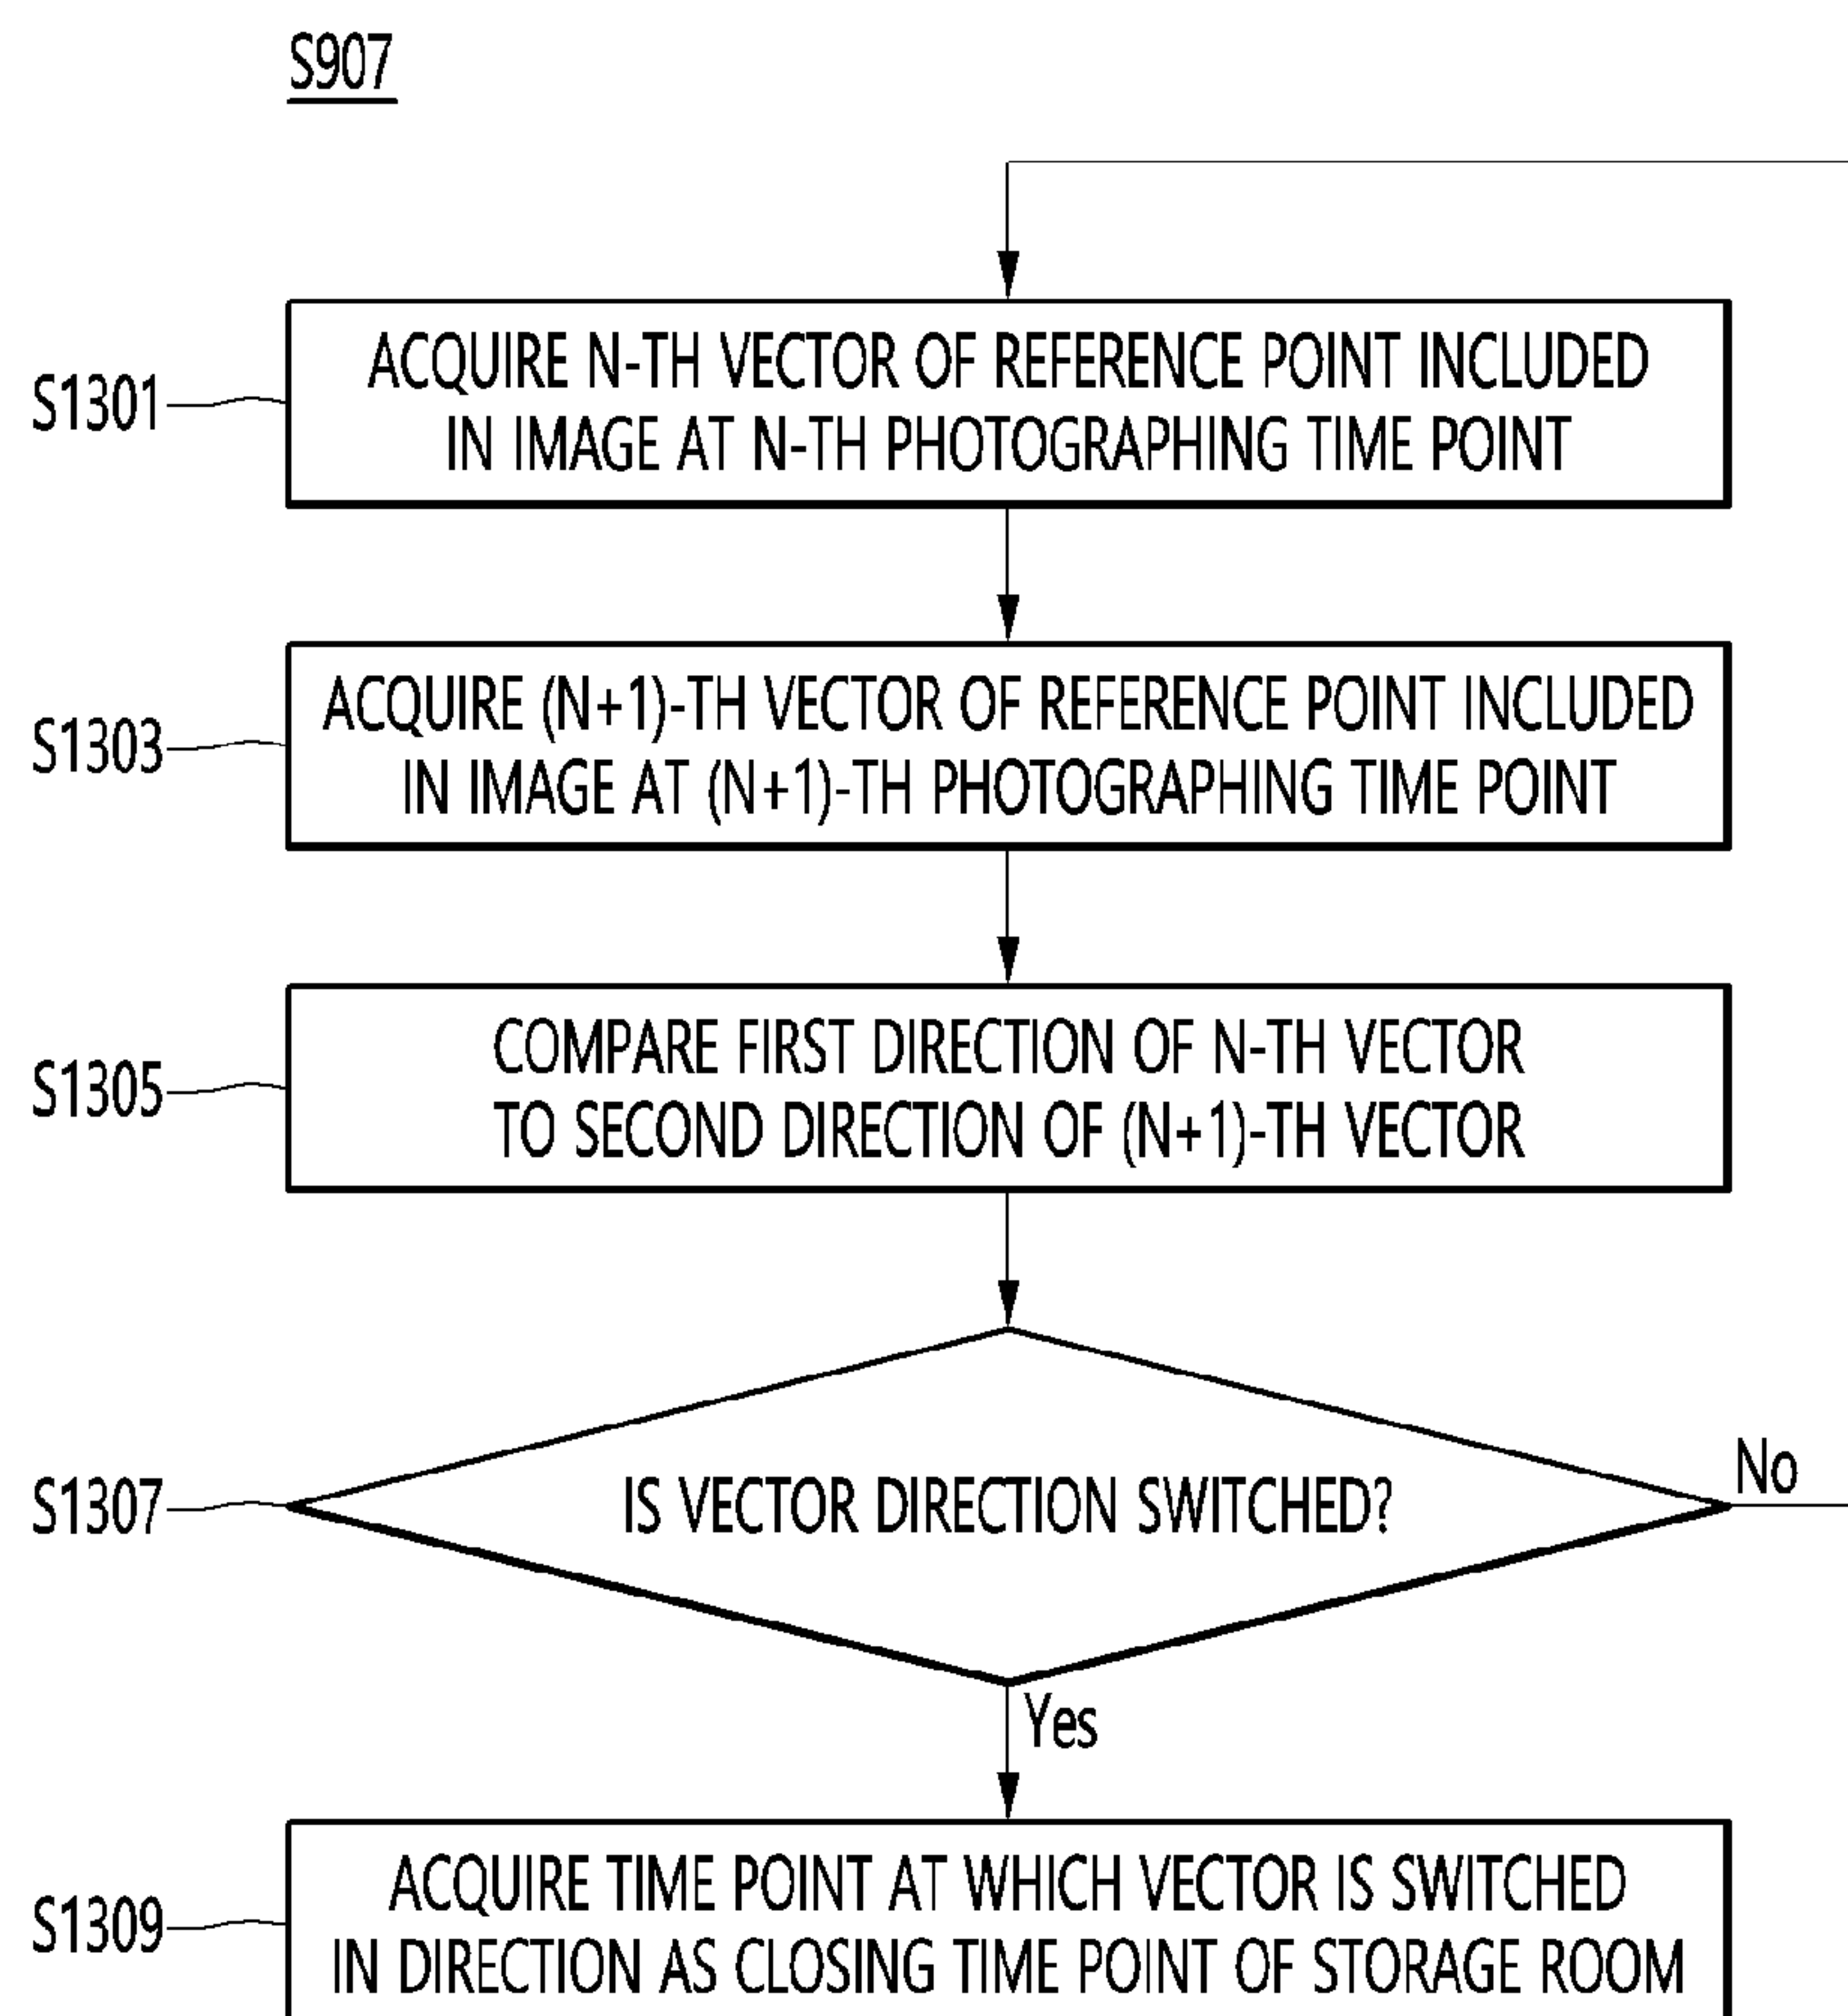 S907
S1301
ACQUIRE N-TH VECTOR OF REFERENCE POINT INCLUDED
IN IMAGE AT N-TH PHOTOGRAPHING TIME POINT
S1303
ACQUIRE (N+1)-TH VECTOR OF REFERENCE POINT INCLUDED
IN IMAGE AT (N+1)-TH PHOTOGRAPHING TIME POINT
S1305
COMPARE FIRST DIRECTION OF N-TH VECTOR
TO SECOND DIRECTION OF (N+1)-TH VECTOR
S1307
IS VECTOR DIRECTION SWITCHED?
No
Yes
S1309
ACQUIRE TIME POINT AT WHICH VECTOR IS SWITCHED
IN DIRECTION AS CLOSING TIME POINT OF STORAGE ROOM